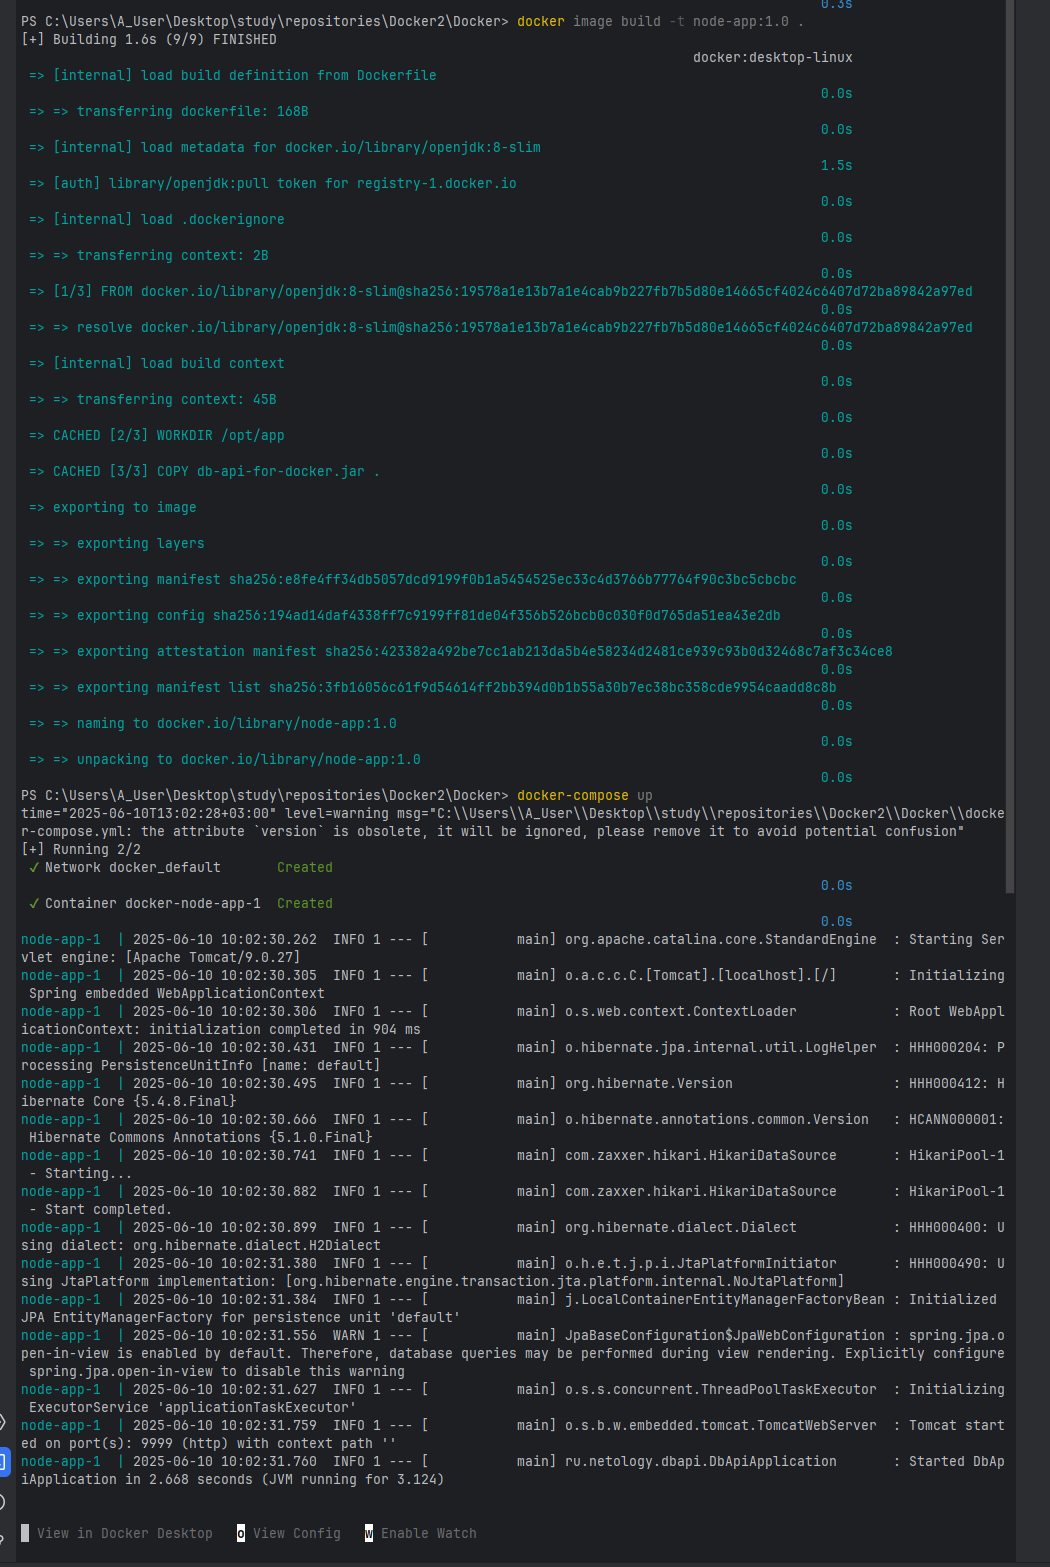 0.3s
PS C:\Users\A_User\Desktop\study\repositories\Docker2\Docker> docker image build -t node-app:1.0 .
[+] Building 1.6s (9/9) FINISHED
docker:desktop-linux
=> [internal] load build definition from Dockerfile
0.0s
=> => transferring dockerfile: 168B
0.0s
=> [internal] load metadata for docker.io/library/openjdk:8-slim
1.5s
=> [auth] library/openjdk:pull token for registry-1.docker.io
0.0s
=> [internal] load .dockerignore
0.0s
=> => transferring context: 2B
0.0s
=> [1/3] FROM docker.io/library/openjdk:8-slim@sha256:19578a1e13b7a1e4cab9b227fb7b5d80e14665cf4024c6407d72ba89842a97ed
0.0s
=> => resolve docker.io/library/openjdk:8-slim@sha256:19578a1e13b7a1e4cab9b227fb7b5d80e14665cf4024c6407d72ba89842a97ed
0.0s
=> [internal] load build context
0.0s
=> => transferring context: 45B
0.0s
=> CACHED [2/3] WORKDIR /opt/app
0.0s
=> CACHED [3/3] COPY db-api-for-docker.jar .
0.0s
=> exporting to image
0.0s
=> => exporting layers
0.0s
=> => exporting manifest sha256:e8fe4ff34db5057dcd9199f0b1a5454525ec33c4d3766b77764f90c3bc5cbcbc
0.0s
=> => exporting config sha256:194ad14daf4338ff7c9199ff81de04f356b526bcb0c030f0d765da51ea43e2db
0.0s
=> => exporting attestation manifest sha256:423382a492be7cc1ab213da5b4e58234d2481ce939c93b0d32468c7af3c34ce8
0.0s
=> => exporting manifest list sha256:3fb16056c61f9d54614ff2bb394d0b1b55a30b7ec38bc358cde9954caadd8c8b
0.0s
=> => naming to docker.io/library/node-app:1.0
0.0s
=> => unpacking to docker.io/library/node-app:1.0
0.0s
PS C:\Users\A_User\Desktop\study\repositories\Docker2\Docker> docker-compose up
time="2025-06-10T13:02:28+03:00" level=warning msg="C:\\Users\\A_User\\Desktop\\study\\repositories\\Docker2\\Docker\\docke
r-compose.yml: the attribute `version` is obsolete, it will be ignored, please remove it to avoid potential confusion"
[+] Running 2/2
✓ Network docker_default Created
0.0s
✓ Container docker-node-app-1 Created
0.0s
node-app-1 | 2025-06-10 10:02:30.262 INFO 1 --- [ main] org.apache.catalina.core.StandardEngine : Starting Ser
vlet engine: [Apache Tomcat/9.0.27]
node-app-1 | 2025-06-10 10:02:30.305 INFO 1 --- [ main] o.a.c.c.C.[Tomcat].[localhost].[/] : Initializing
Spring embedded WebApplicationContext
node-app-1 | 2025-06-10 10:02:30.306 INFO 1 --- [ main] o.s.web.context.ContextLoader : Root WebAppl
icationContext: initialization completed in 904 ms
node-app-1 | 2025-06-10 10:02:30.431 INFO 1 --- [ main] o.hibernate.jpa.internal.util.LogHelper : HHH000204: P
rocessing PersistenceUnitInfo [name: default]
node-app-1 | 2025-06-10 10:02:30.495 INFO 1 --- [ main] org.hibernate.Version : HHH000412: H
ibernate Core {5.4.8.Final}
node-app-1 | 2025-06-10 10:02:30.666 INFO 1 --- [ main] o.hibernate.annotations.common.Version : HCANN000001:
Hibernate Commons Annotations {5.1.0.Final}
node-app-1 | 2025-06-10 10:02:30.741 INFO 1 --- [ main] com.zaxxer.hikari.HikariDataSource : HikariPool-1
- Starting...
node-app-1 | 2025-06-10 10:02:30.882 INFO 1 --- [ main] com.zaxxer.hikari.HikariDataSource : HikariPool-1
- Start completed.
node-app-1 | 2025-06-10 10:02:30.899 INFO 1 --- [ main] org.hibernate.dialect.Dialect : HHH000400: U
sing dialect: org.hibernate.dialect.H2Dialect
node-app-1 | 2025-06-10 10:02:31.380 INFO 1 --- [ main] o.h.e.t.j.p.i.JtaPlatformInitiator : HHH000490: U
sing JtaPlatform implementation: [org.hibernate.engine.transaction.jta.platform.internal.NoJtaPlatform]
node-app-1 | 2025-06-10 10:02:31.384 INFO 1 --- [ main] j.LocalContainerEntityManagerFactoryBean : Initialized
JPA EntityManagerFactory for persistence unit 'default'
node-app-1 | 2025-06-10 10:02:31.556 WARN 1 --- [ main] JpaBaseConfiguration$JpaWebConfiguration : spring.jpa.o
pen-in-view is enabled by default. Therefore, database queries may be performed during view rendering. Explicitly configure
spring.jpa.open-in-view to disable this warning
node-app-1 | 2025-06-10 10:02:31.627 INFO 1 --- [ main] o.s.s.concurrent.ThreadPoolTaskExecutor : Initializing
ExecutorService 'applicationTaskExecutor'
node-app-1 | 2025-06-10 10:02:31.759 INFO 1 --- [ main] o.s.b.w.embedded.tomcat.TomcatWebServer : Tomcat start
ed on port(s): 9999 (http) with context path ''
node-app-1 | 2025-06-10 10:02:31.760 INFO 1 --- [ main] ru.netology.dbapi.DbApiApplication : Started DbAp
iApplication in 2.668 seconds (JVM running for 3.124)
View in Docker Desktop o View Config w Enable Watch